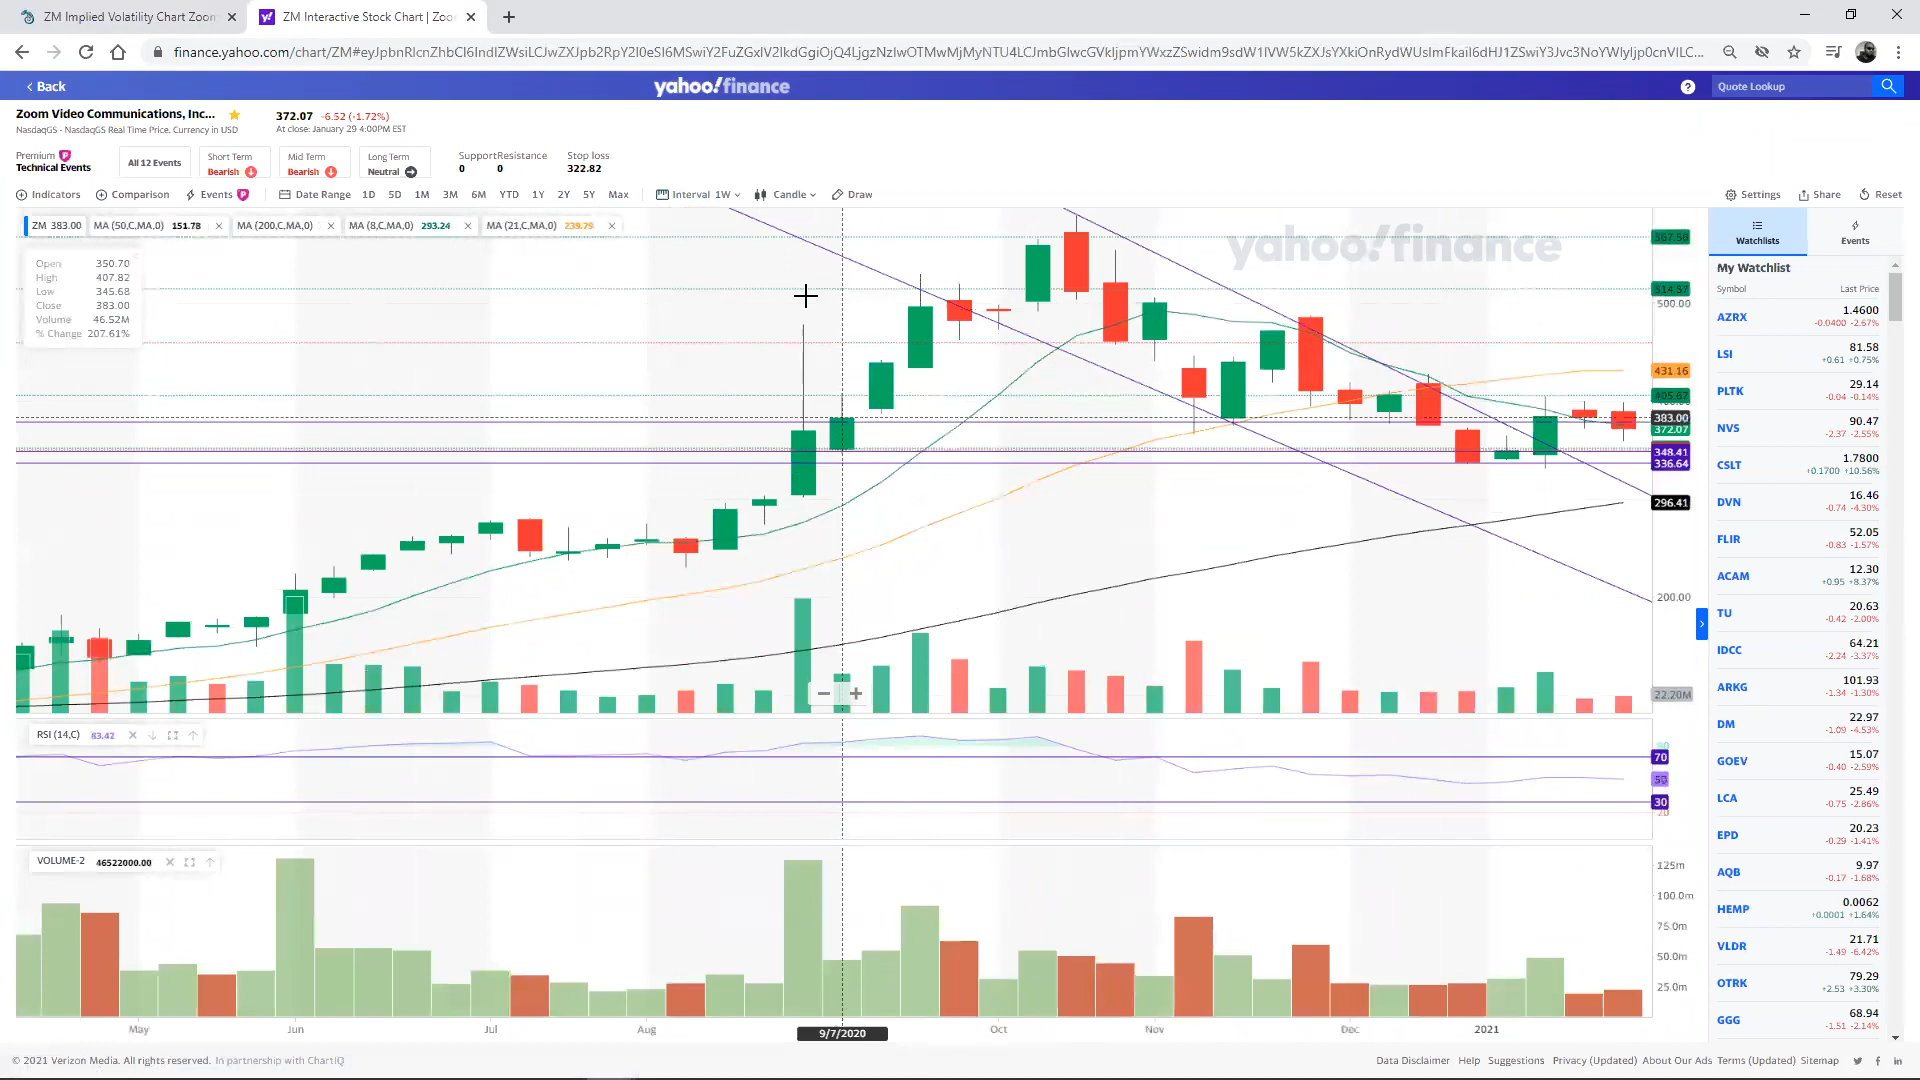 ZM Implied Volatility Chart Zoom
ZM Interactive Stock Chart | Zoo
Back
yahoo!finance
Quote Lookup
Zoom Video Communications, Inc...
372.07 -6.52 (-1.72%)
NasdaqGS - NasdaqGS Real Time Price. Currency in USD
At close: January 29 4:00PM EST
Premium P
Technical Events
All 12 Events
Short Term
Bearish
Mid Term
Bearish
Long Term
Neutral
Support
0
Resistance
0
Stop loss
322.82
Indicators
Comparison
Events P
Date Range
1D 5D 1M 3M 6M YTD 1Y 2Y 5Y Max
Interval 1W
Candle
Draw
Settings
Share
Reset
ZM 383.00
MA (50,C,MA,0) 151.78
MA (200,C,MA,0)
MA (8,C,MA,0) 293.24
MA (21,C,MA,0) 239.79
Open 350.70
High 407.82
Low 345.68
Close 383.00
Volume 46.52M
% Change 207.61%
yahoo!finance
567.50
514.37
500.00
431.16
405.67
383.00
372.07
348.41
336.64
296.41
200.00
22.20M
RSI (14,C)
70
50
30
VOLUME-2 46522000.00
125m
100.0m
75.0m
50.0m
25.0m
May
Jun
Jul
Aug
9/7/2020
Oct
Nov
Dec
2021
Watchlists
Events
My Watchlist
Symbol
Last Price
AZRX 1.4600
-0.0400 -2.67%
LSI 81.58
+0.61 +0.75%
PLTK 29.14
-0.04 -0.14%
NVS 90.47
-2.37 -2.55%
CSLT 1.7800
+0.1700 +10.56%
DVN 16.46
-0.74 -4.30%
FLIR 52.05
-0.83 -1.57%
ACAM 12.30
+0.95 +8.37%
TU 20.63
-0.42 -2.00%
IDCC 64.21
-2.24 -3.37%
ARKG 101.93
-1.34 -1.30%
DM 22.97
-1.09 -4.53%
GOEV 15.07
-0.40 -2.59%
LCA 25.49
-0.75 -2.86%
EPD 20.23
-0.29 -1.41%
AQB 9.97
-0.17 -1.68%
HEMP 0.0062
+0.0001 +1.64%
VLDR 21.71
-1.49 -6.42%
OTRK 79.29
+2.53 +3.30%
GGG 68.94
-1.51 -2.14%
© 2021 Verizon Media. All rights reserved. In partnership with ChartIQ
Data Disclaimer Help Suggestions Privacy (Updated) About Our Ads Terms (Updated) Sitemap